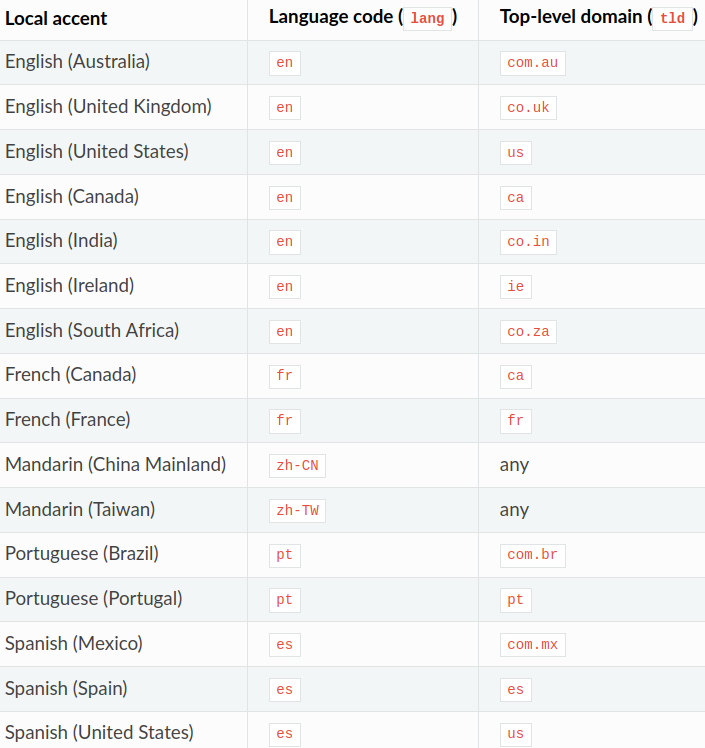 Local accent Language code (lang) Top-level domain (tld)
English (Australia) en com.au
English (United Kingdom) en co.uk
English (United States) en us
English (Canada) en ca
English (India) en co.in
English (Ireland) en ie
English (South Africa) en co.za
French (Canada) fr ca
French (France) fr fr
Mandarin (China Mainland) zh-CN any
Mandarin (Taiwan) zh-TW any
Portuguese (Brazil) pt com.br
Portuguese (Portugal) pt pt
Spanish (Mexico) es com.mx
Spanish (Spain) es es
Spanish (United States) es us